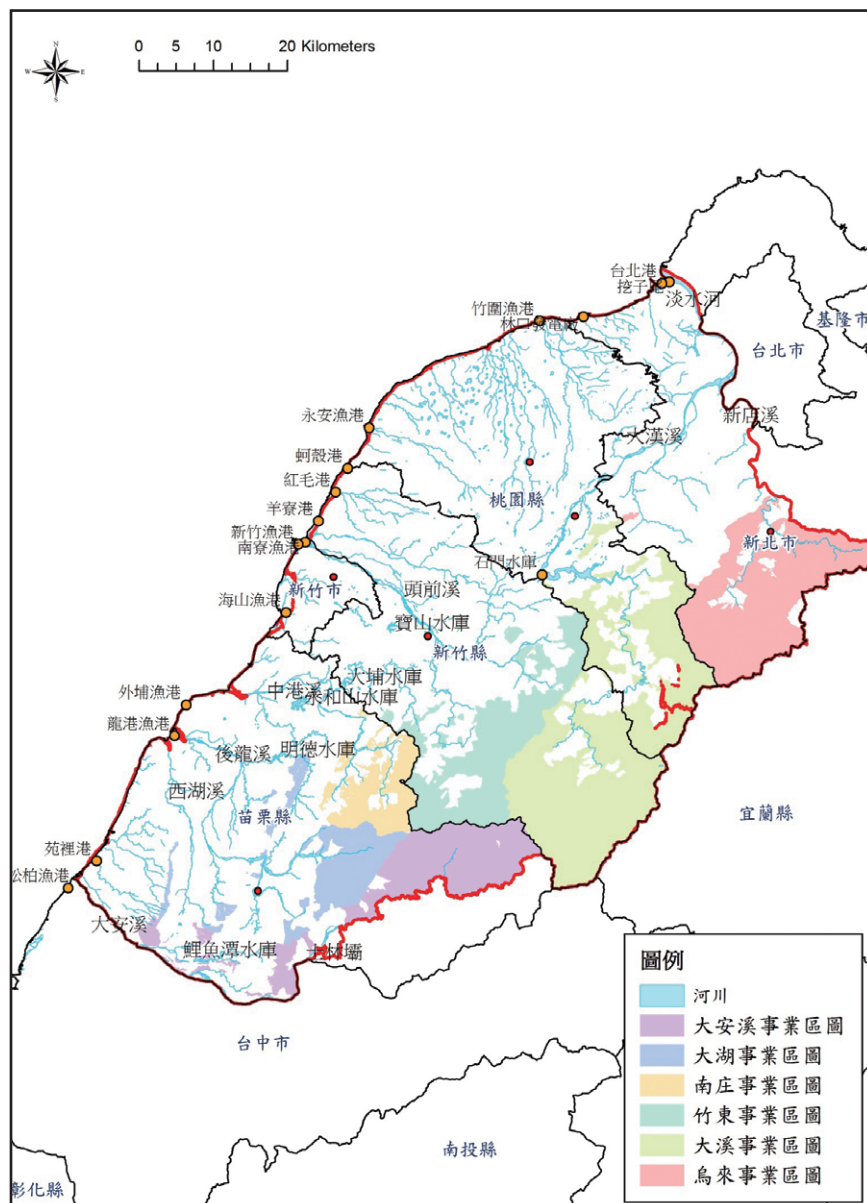 N
W
E
S
0 5 10 20 Kilometers
台北港
挖子尾
淡水河
竹圍漁港
林口發電廠
基隆市
台北市
永安漁港
新店溪
大漢溪
蚵殼港
紅毛港
桃園縣
羊寮港
新竹漁港
南寮漁港
新北市
石門水庫
新竹市
頭前溪
海山漁港
寶山水庫
新竹縣
大埔水庫
中港溪
永和山水庫
外埔漁港
龍港漁港
明德水庫
後龍溪
西湖溪
苗栗縣
宜蘭縣
苑裡港
松柏漁港
大安溪
鯉魚潭水庫
士林壩
台中市
南投縣
彰化縣
圖例
河川
大安溪事業區圖
大湖事業區圖
南庄事業區圖
竹東事業區圖
大溪事業區圖
烏來事業區圖